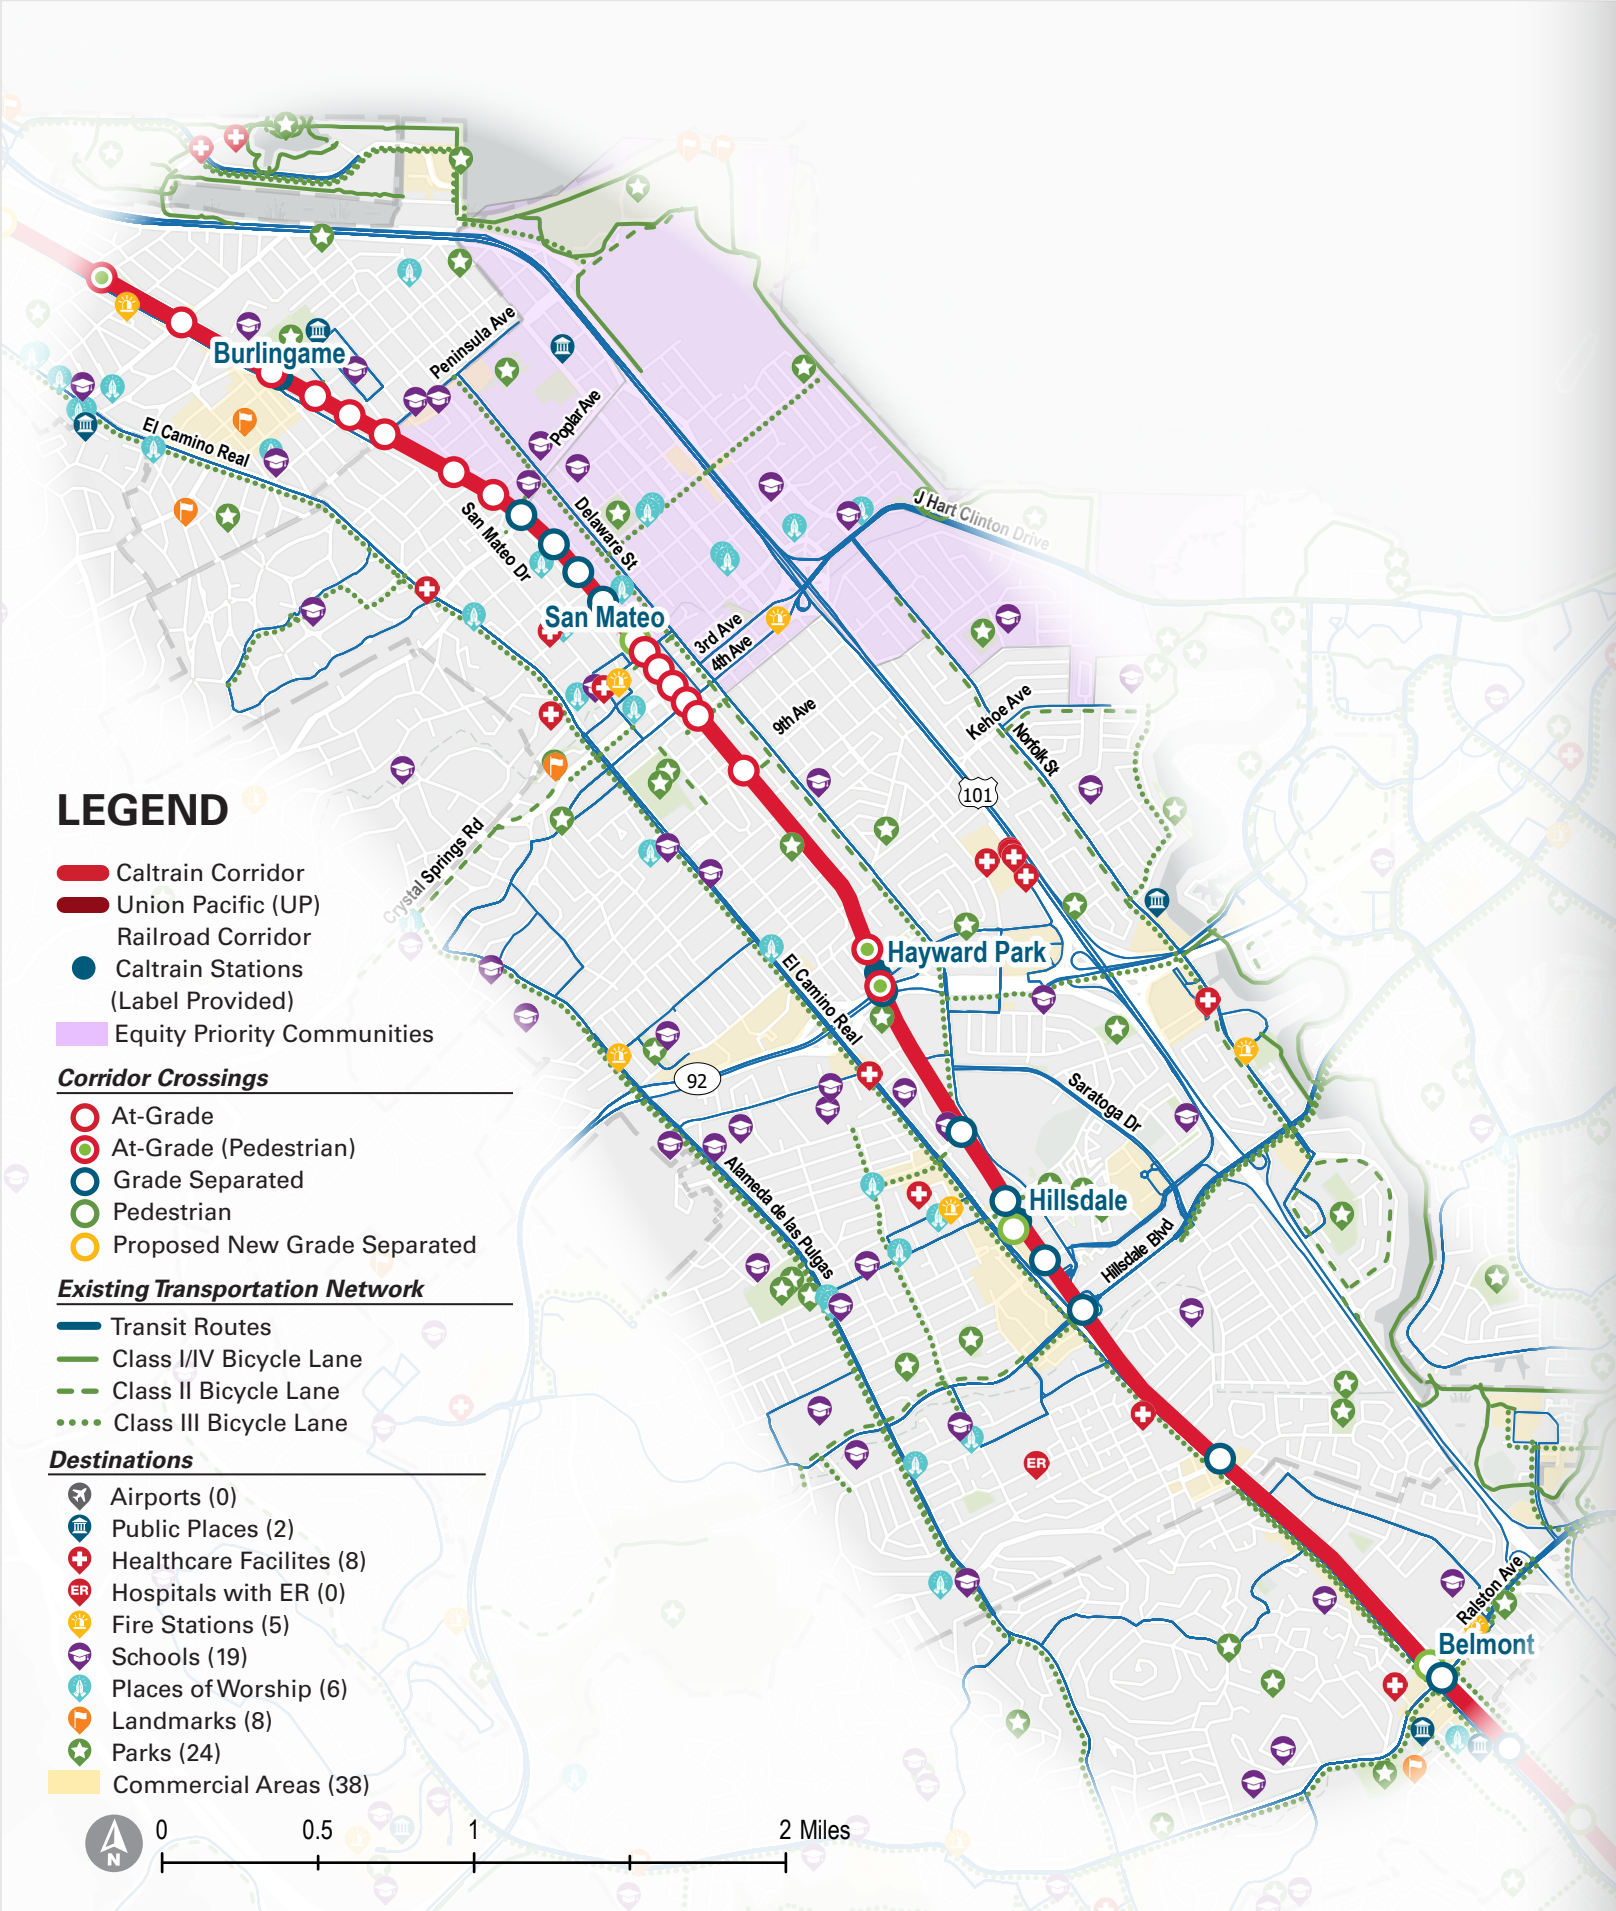 Burlingame
Peninsula Ave
Poplar Ave
El Camino Real
San Mateo Dr
Delaware St
J Hart Clinton Drive
San Mateo
3rd Ave
4th Ave
9th Ave
Kehoe Ave
Norfolk St
101
Crystal Springs Rd
Hayward Park
El Camino Real
92
Saratoga Dr
Alameda de las Pulgas
Hillsdale
Hillsdale Blvd
ER
Ralston Ave
Belmont
LEGEND
Caltrain Corridor
Union Pacific (UP)
Railroad Corridor
Caltrain Stations
(Label Provided)
Equity Priority Communities
Corridor Crossings
At-Grade
At-Grade (Pedestrian)
Grade Separated
Pedestrian
Proposed New Grade Separated
Existing Transportation Network
Transit Routes
Class I/IV Bicycle Lane
Class II Bicycle Lane
Class III Bicycle Lane
Destinations
Airports (0)
Public Places (2)
Healthcare Facilites (8)
ER Hospitals with ER (0)
Fire Stations (5)
Schools (19)
Places of Worship (6)
Landmarks (8)
Parks (24)
Commercial Areas (38)
N
0 0.5 1 2 Miles